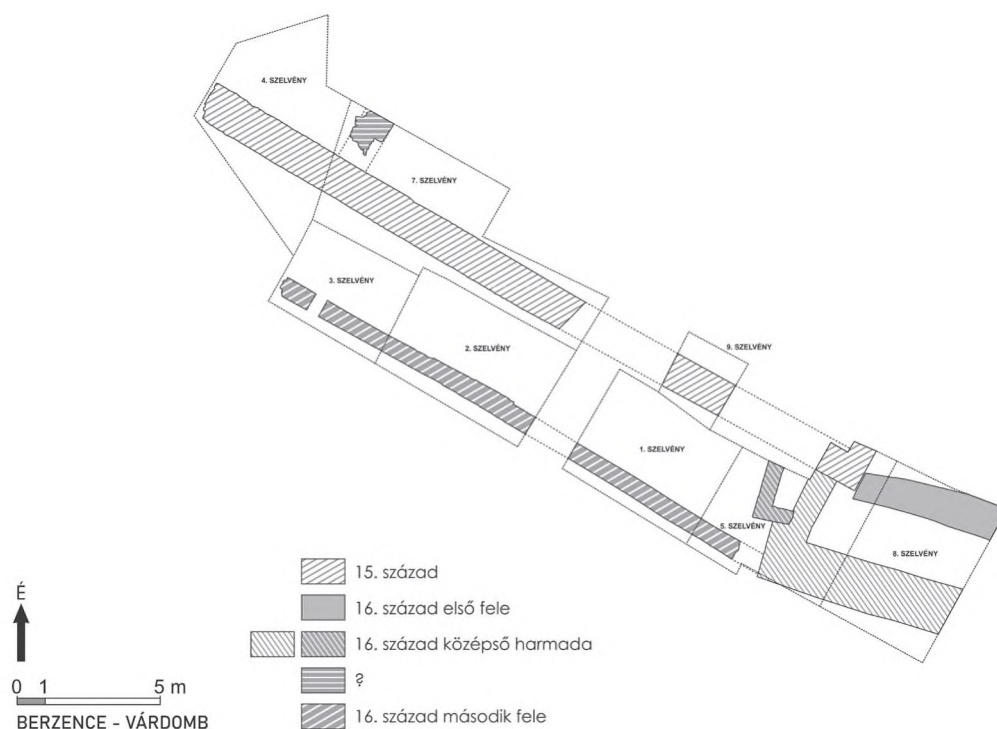 4. SZELVÉNY
7. SZELVÉNY
3. SZELVÉNY
2. SZELVÉNY
9. SZELVÉNY
1. SZELVÉNY
5. SZELVÉNY
8. SZELVÉNY
15. század
16. század első fele
16. század középső harmada
?
16. század második fele
É
0 1 5 m
BERZENCE - VÁRDOMB